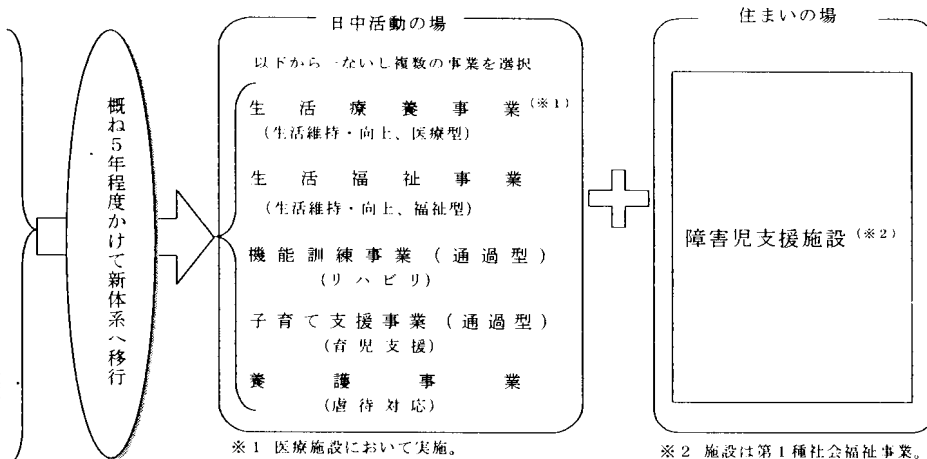 概ね5年程度かけて新体系へ移行
日中活動の場
以下から一ないし複数の事業を選択
生活療養事業(※1)
(生活維持・向上、医療型)
生活福祉事業
(生活維持・向上、福祉型)
機能訓練事業(通過型)
(リハビリ)
子育て支援事業(通過型)
(育児支援)
養護事業
(虐待対応)
※1 医療施設において実施。
住まいの場
障害児支援施設(※2)
※2 施設は第1種社会福祉事業。